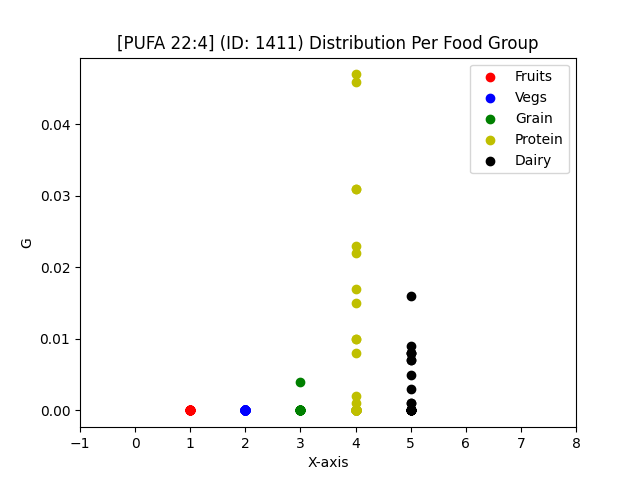 [PUFA 22:4] (ID: 1411) Distribution Per Food Group
Fruits
Vegs
Grain
Protein
Dairy
G
0.04
0.03
0.02
0.01
0.00
−1 0 1 2 3 4 5 6 7 8
X-axis